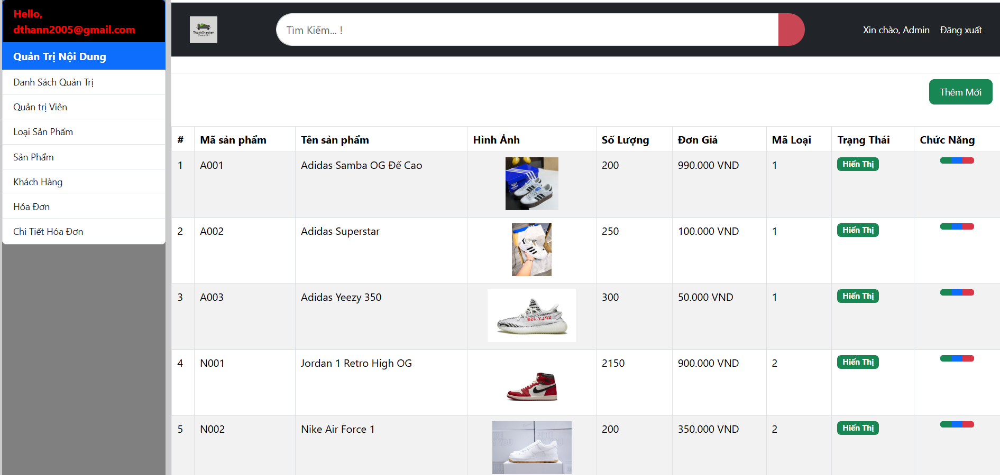 Hello,
dthann2005@gmail.com
Quản Trị Nội Dung
Danh Sách Quản Trị
Quản trị Viên
Loại Sản Phẩm
Sản Phẩm
Khách Hàng
Hóa Đơn
Chi Tiết Hóa Đơn
ThanhSneaker
Tìm Kiếm... !
Xin chào, Admin Đăng xuất
Thêm Mới
# Mã sản phẩm Tên sản phẩm Hình Ảnh Số Lượng Đơn Giá Mã Loại Trạng Thái Chức Năng
1 A001 Adidas Samba OG Đế Cao 200 990.000 VND 1 Hiển Thị
2 A002 Adidas Superstar 250 100.000 VND 1 Hiển Thị
3 A003 Adidas Yeezy 350 300 50.000 VND 1 Hiển Thị
4 N001 Jordan 1 Retro High OG 2150 900.000 VND 2 Hiển Thị
5 N002 Nike Air Force 1 200 350.000 VND 2 Hiển Thị